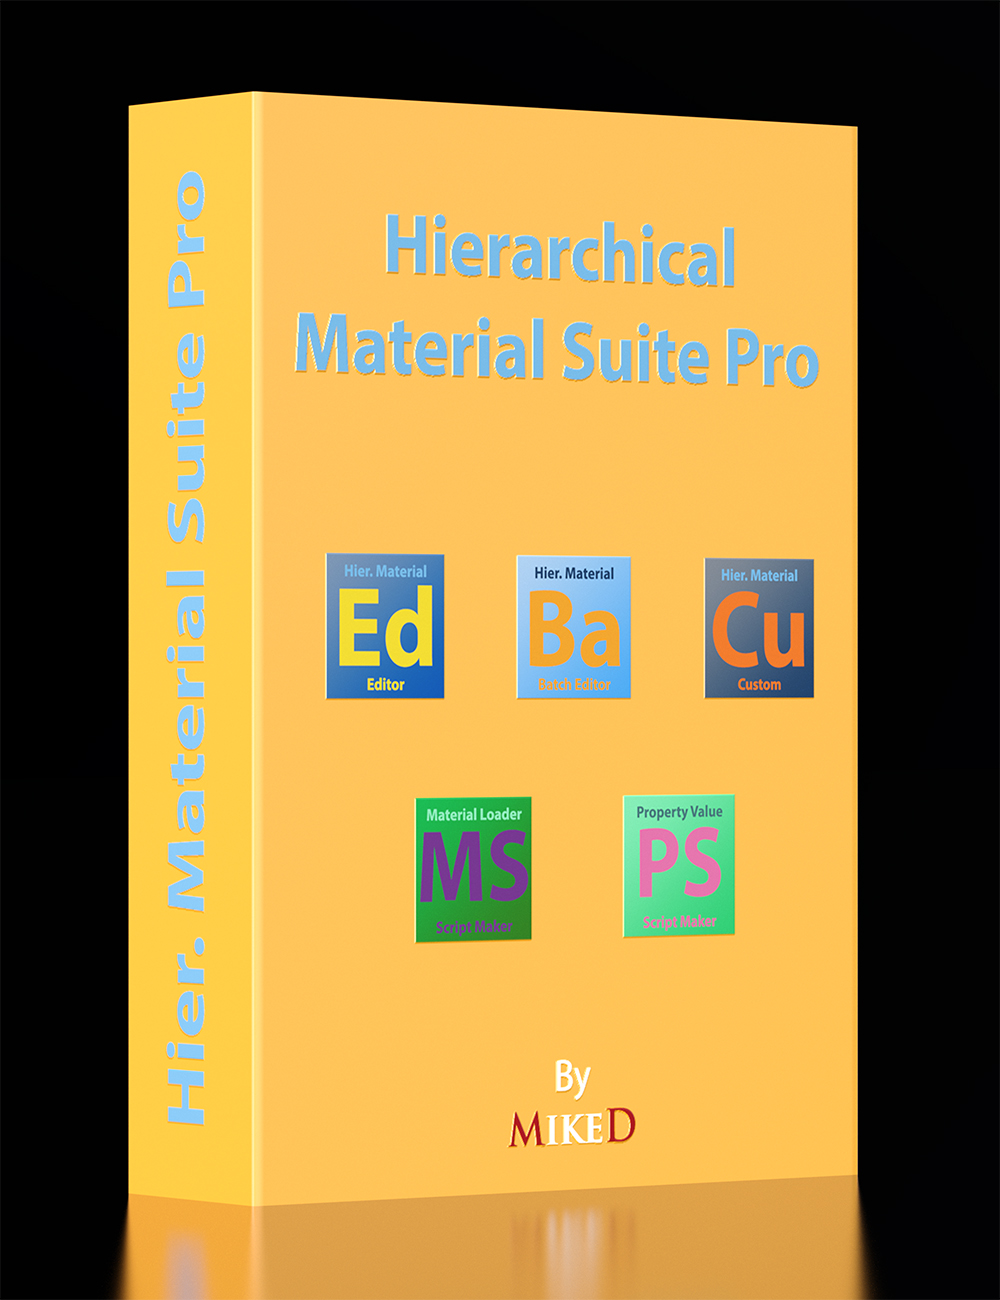 Hier. Material Suite Pro
Hierarchical
Material Suite Pro
Hier. Material
Ed
Editor
Hier. Material
Ba
Batch Editor
Hier. Material
Cu
Custom
Material Loader
MS
Script Maker
Property Value
PS
Script Maker
By
MIKED